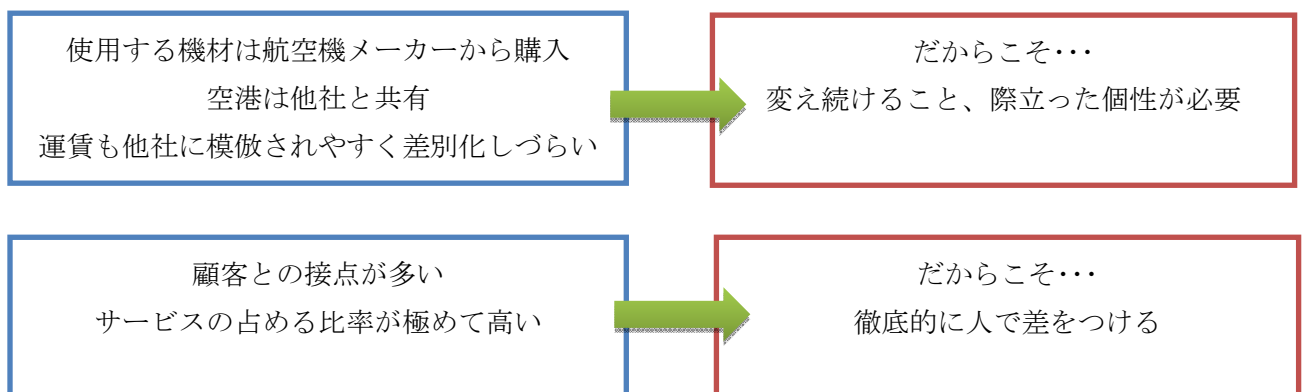 使用する機材は航空機メーカーから購入
空港は他社と共有
運賃も他社に模倣されやすく差別化しづらい
だからこそ･･･
変え続けること、際立った個性が必要
顧客との接点が多い
サービスの占める比率が極めて高い
だからこそ･･･
徹底的に人で差をつける